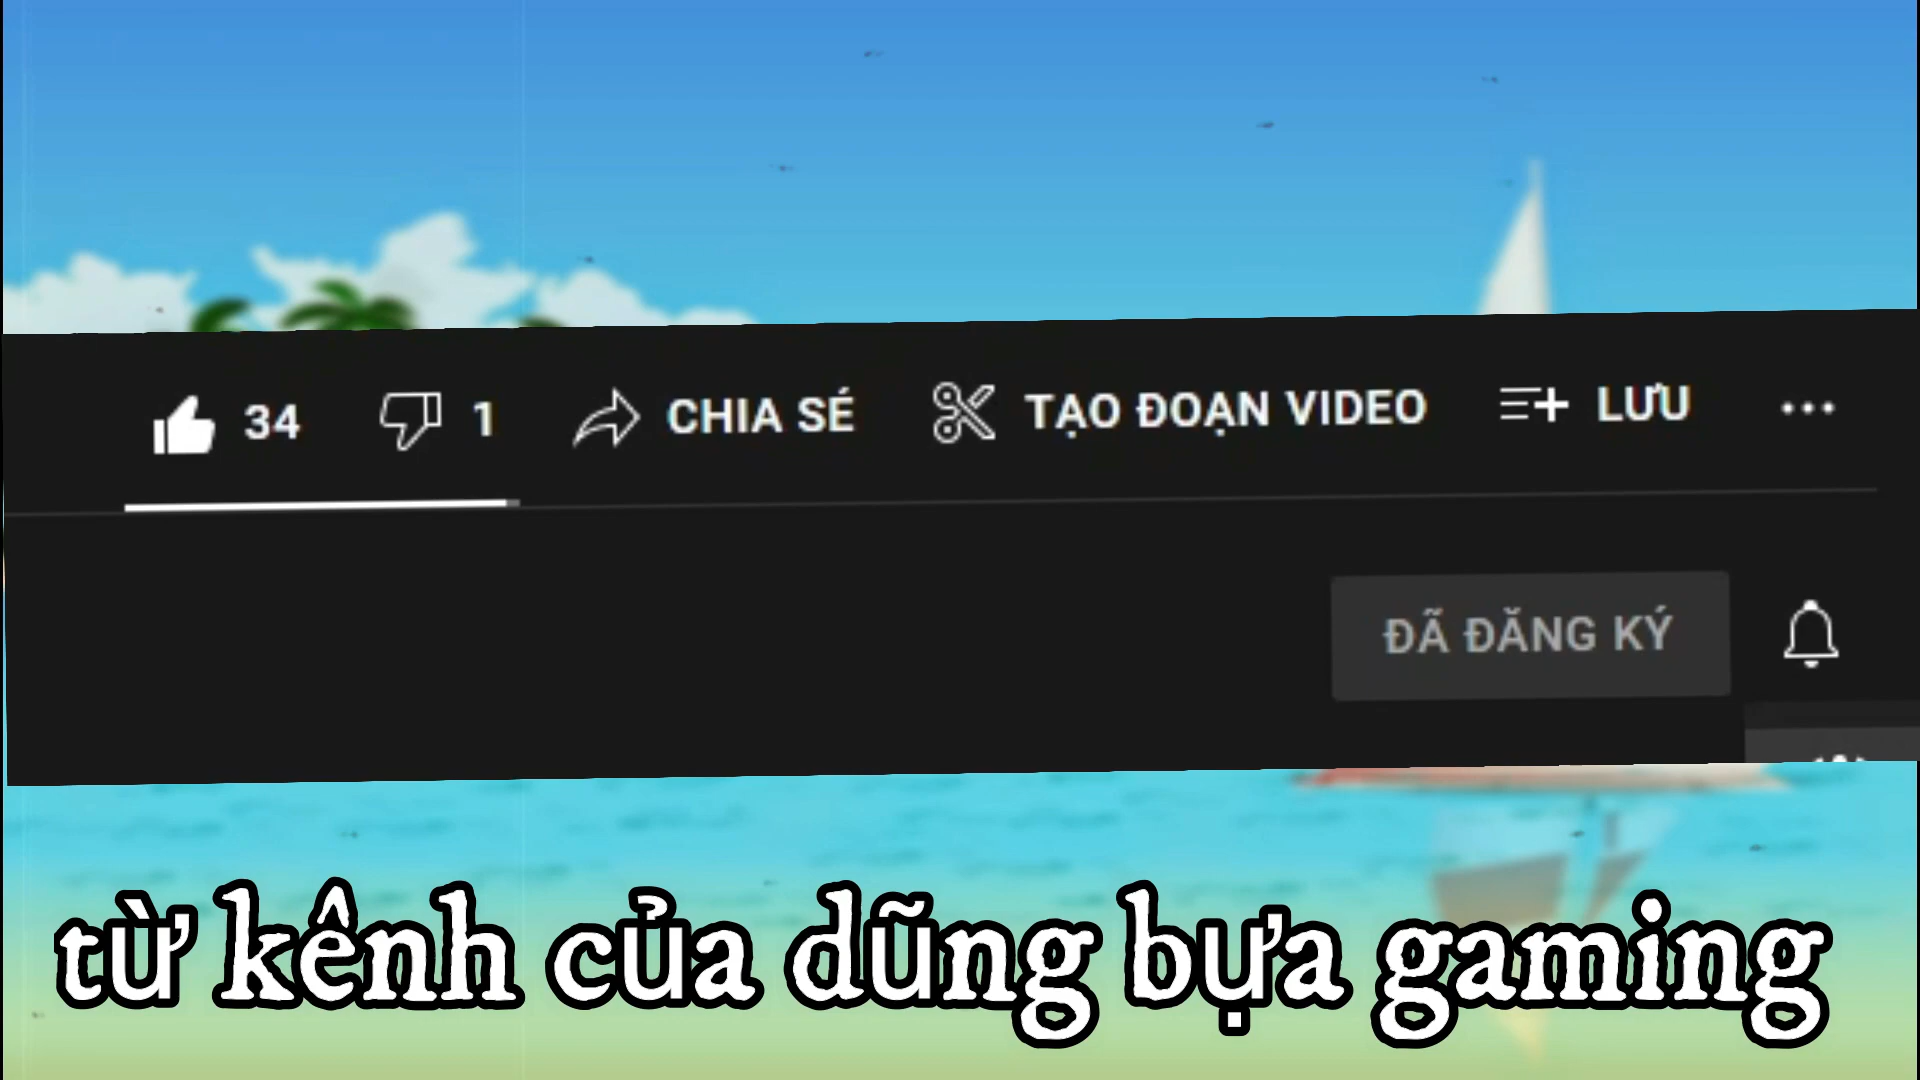 34 1 CHIA SẺ TẠO ĐOẠN VIDEO LƯU
ĐÃ ĐĂNG KÝ
từ kênh của dũng bựa gaming